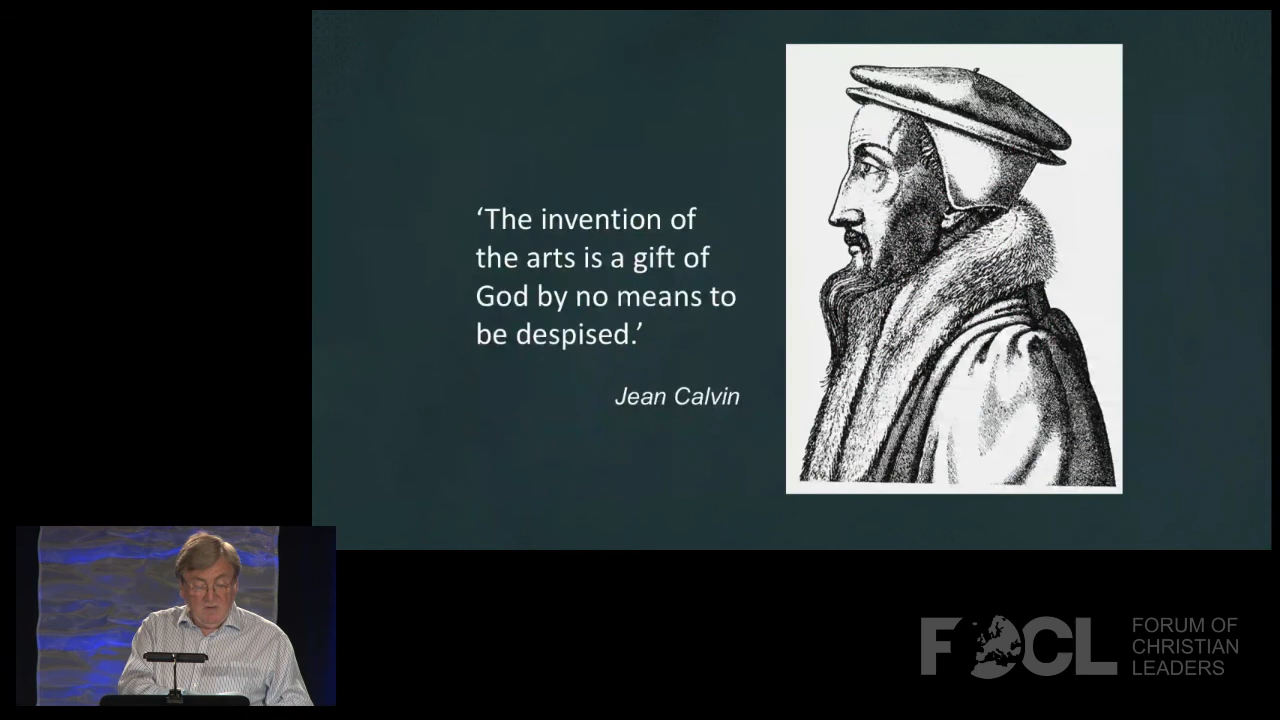 ‘The invention of
the arts is a gift of
God by no means to
be despised.’
Jean Calvin
FOCL
FORUM OF
CHRISTIAN
LEADERS